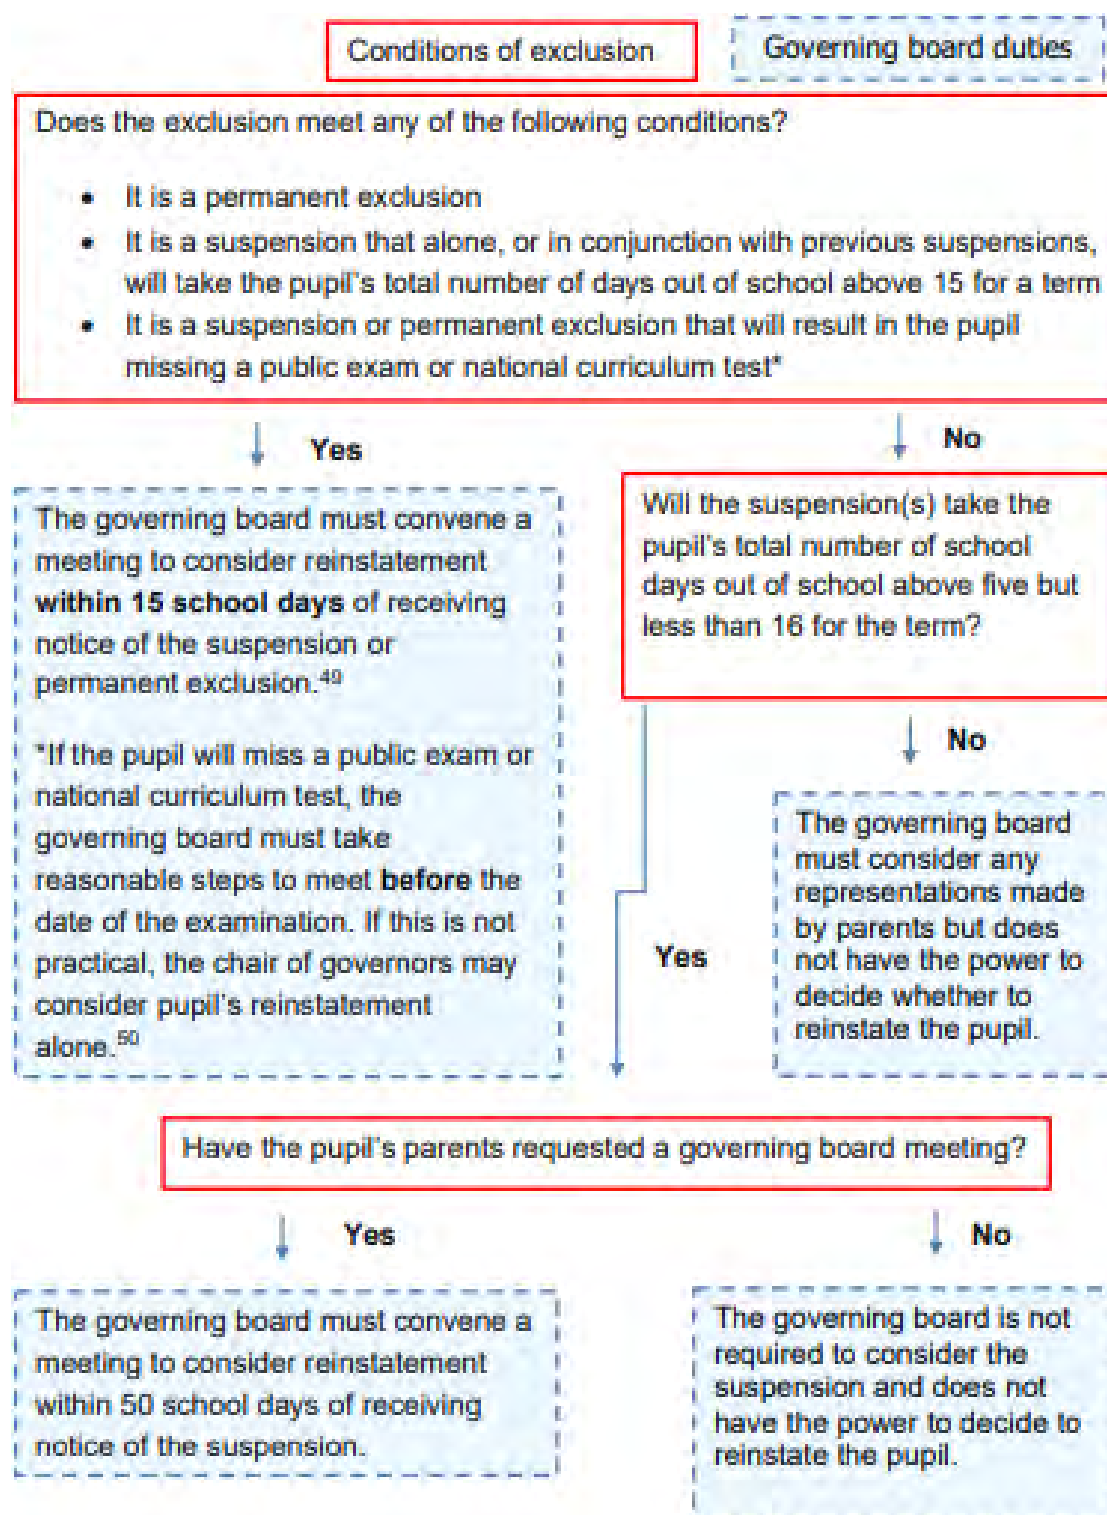 Conditions of exclusion
Governing board duties
Does the exclusion meet any of the following conditions?
• It is a permanent exclusion
• It is a suspension that alone, or in conjunction with previous suspensions,
will take the pupil's total number of days out of school above 15 for a term
• It is a suspension or permanent exclusion that will result in the pupil
missing a public exam or national curriculum test*
Yes
No
The governing board must convene a
meeting to consider reinstatement
within 15 school days of receiving
notice of the suspension or
permanent exclusion.49
*If the pupil will miss a public exam or
national curriculum test, the
governing board must take
reasonable steps to meet before the
date of the examination. If this is not
practical, the chair of governors may
consider pupil's reinstatement
alone.50
Will the suspension(s) take the
pupil's total number of school
days out of school above five but
less than 16 for the term?
No
The governing board
must consider any
representations made
by parents but does
not have the power to
decide whether to
reinstate the pupil.
Yes
Have the pupil's parents requested a governing board meeting?
Yes
No
The governing board must convene a
meeting to consider reinstatement
within 50 school days of receiving
notice of the suspension.
The governing board is not
required to consider the
suspension and does not
have the power to decide to
reinstate the pupil.